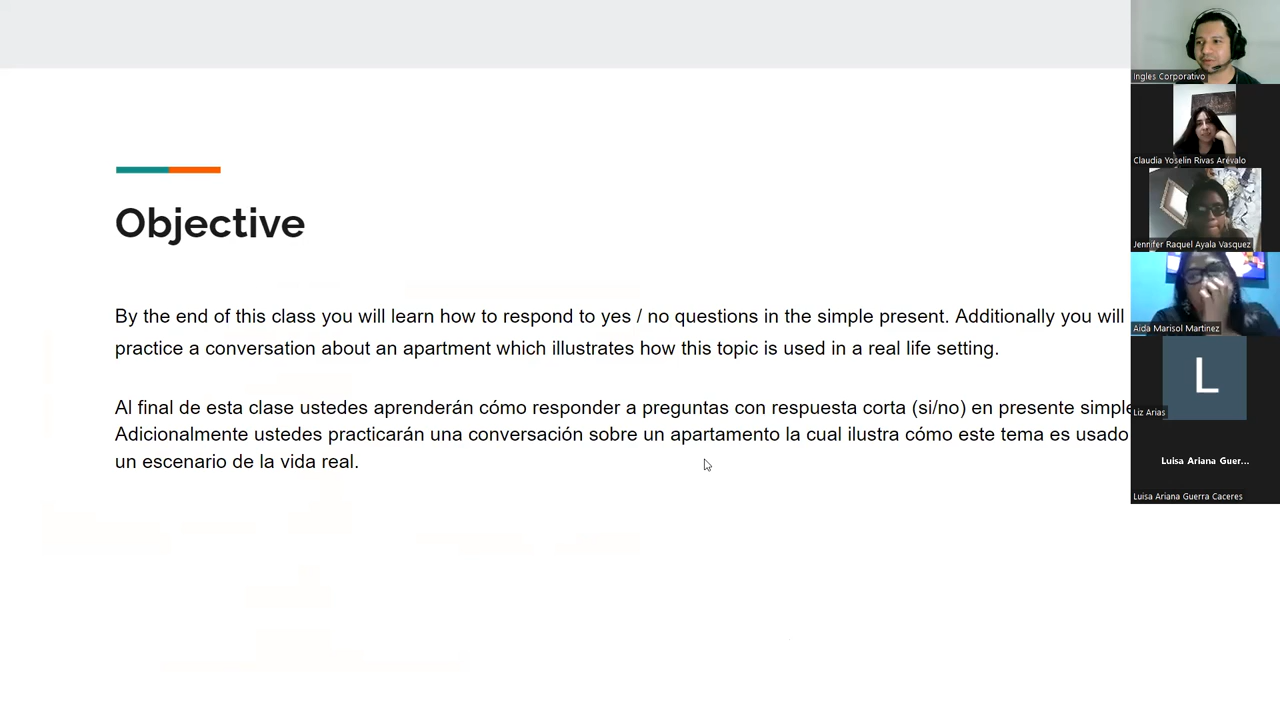 Objective
By the end of this class you will learn how to respond to yes / no questions in the simple present. Additionally you will
practice a conversation about an apartment which illustrates how this topic is used in a real life setting.
Al final de esta clase ustedes aprenderán cómo responder a preguntas con respuesta corta (si/no) en presente simple
Adicionalmente ustedes practicarán una conversación sobre un apartamento la cual ilustra cómo este tema es usado
un escenario de la vida real.
Ingles Corporativo
Claudia Yoselin Rivas Arevalo
Jennifer Raquel Ayala Vasquez
Aida Marisol Martinez
L
Liz Arias
Luisa Ariana Guer...
Luisa Ariana Guerra Caceres